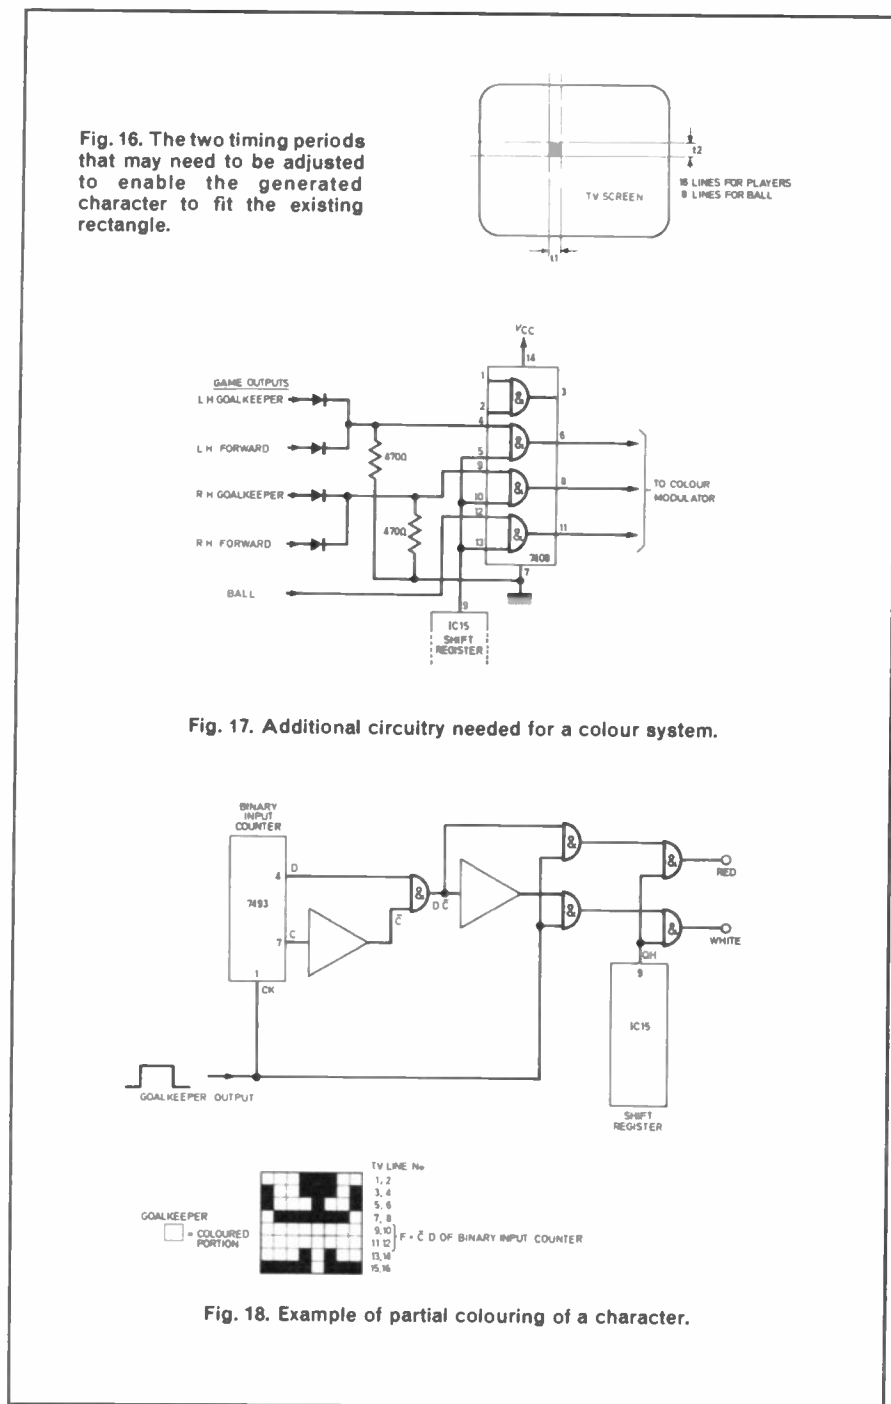 Fig. 16. The two timing periods
that may need to be adjusted
to enable the generated
character to fit the existing
rectangle.
t2
16 LINES FOR PLAYERS
8 LINES FOR BALL
TV SCREEN
t1
VCC
14
GAME OUTPUTS
L H GOALKEEPER
L H FORWARD
R H GOALKEEPER
R H FORWARD
BALL
470Ω
470Ω
1
2
3
4
5
6
9
10
8
12
13
11
7408
7
TO COLOUR
MODULATOR
9
IC15
SHIFT
REGISTER
Fig. 17. Additional circuitry needed for a colour system.
BINARY
INPUT
COUNTER
4
D
7493
7
C
C̄
D C̄
1
CK
RED
WHITE
QH
9
IC15
SHIFT
REGISTER
GOALKEEPER OUTPUT
TV LINE No
1, 2
3, 4
5, 6
7, 8
9, 10
11 12
13, 14
15, 16
F = C̄ D OF BINARY INPUT COUNTER
GOALKEEPER
= COLOURED
PORTION
Fig. 18. Example of partial colouring of a character.